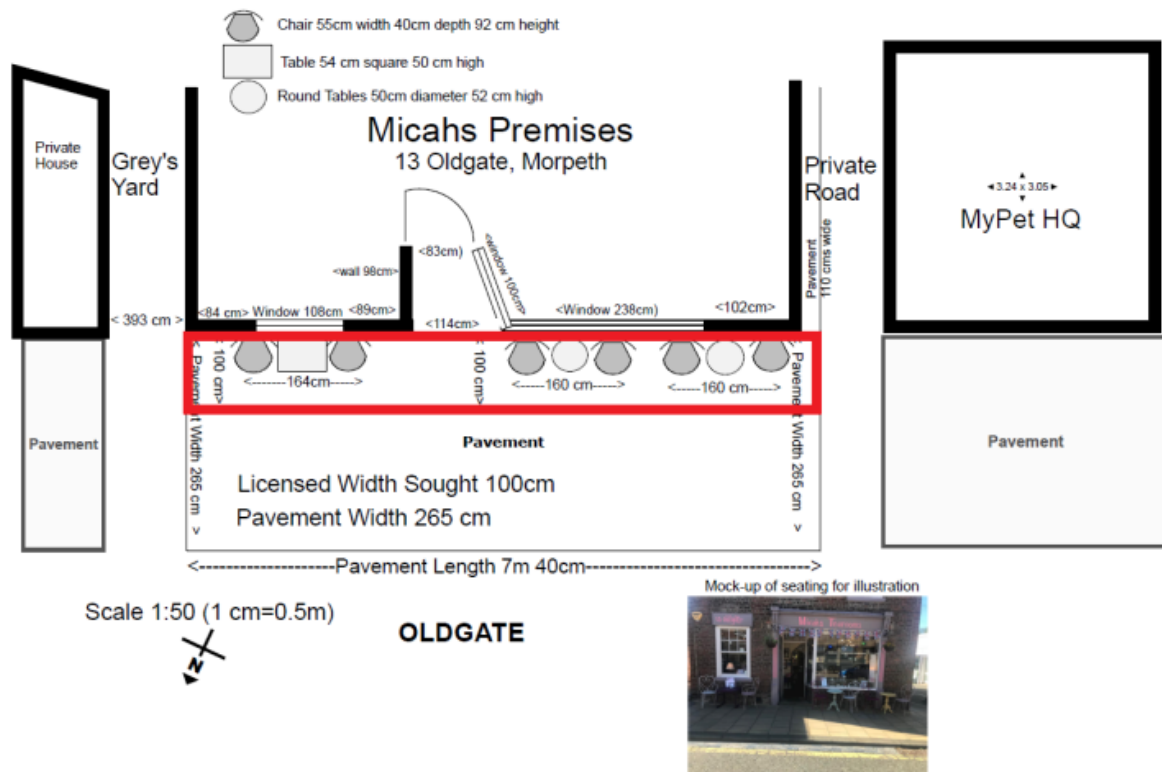 Chair 55cm width 40cm depth 92 cm height
Table 54 cm square 50 cm high
Round Tables 50cm diameter 52 cm high
Micahs Premises
13 Oldgate, Morpeth
Private
House
Grey's
Yard
Private
Road
3.24 x 3.05
MyPet HQ
Pavement
110 cms wide
<83cm)
<window 100cm>
<wall 98cm>
<84 cm>
Window 108cm
<89cm>
<114cm>
<Window 238cm)
<102cm>
< 393 cm >
< Pavement Width 265 cm >
<100 cm>
<100 cm>
< Pavement Width 265 cm >
<-------164cm----->
<-----160 cm----->
<-----160 cm----->
Pavement
Pavement
Pavement
Licensed Width Sought 100cm
Pavement Width 265 cm
<--------------------Pavement Length 7m 40cm-------------------------------->
Scale 1:50 (1 cm=0.5m)
N
OLDGATE
Mock-up of seating for illustration